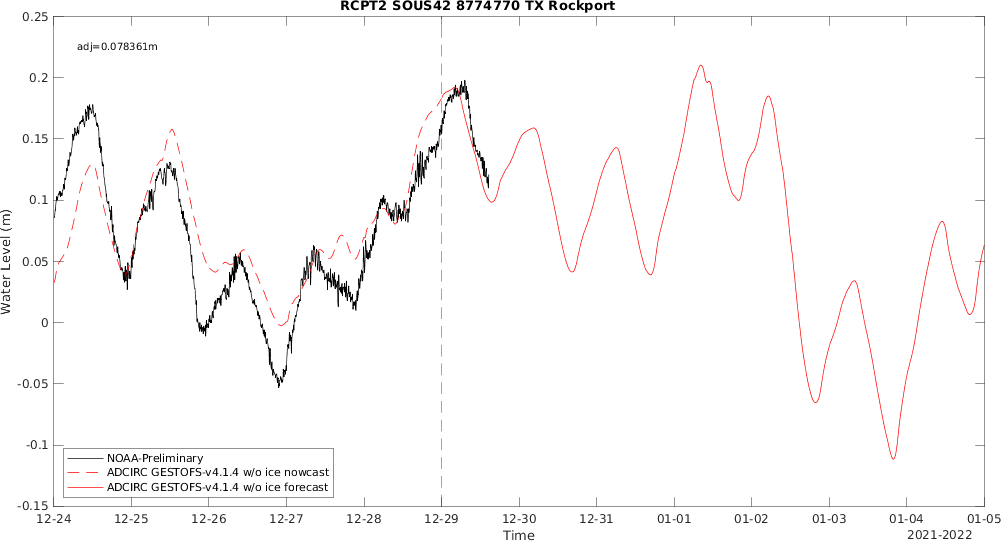 RCPT2 SOUS42 8774770 TX Rockport
adj=0.078361m
0.25
0.2
0.15
0.1
0.05
0
-0.05
-0.1
-0.15
Water Level (m)
NOAA-Preliminary
ADCIRC GESTOFS-v4.1.4 w/o ice nowcast
ADCIRC GESTOFS-v4.1.4 w/o ice forecast
12-24 12-25 12-26 12-27 12-28 12-29 12-30 12-31 01-01 01-02 01-03 01-04 01-05
Time
2021-2022